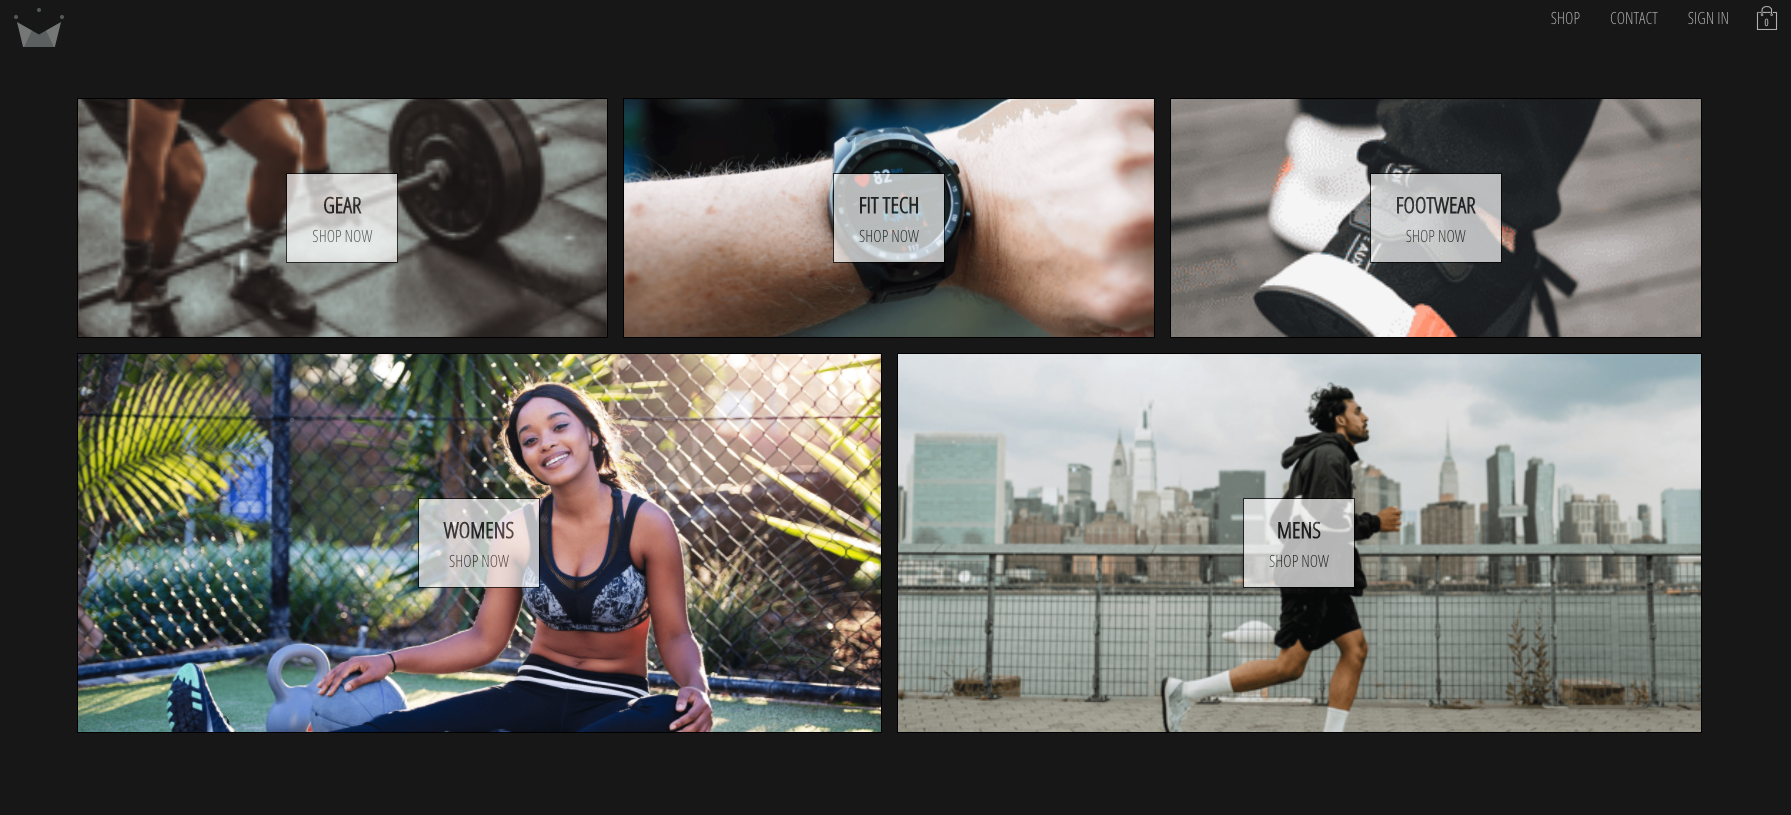 SHOP CONTACT SIGN IN 0
GEAR
SHOP NOW
82
FIT TECH
SHOP NOW
FOOTWEAR
SHOP NOW
WOMENS
SHOP NOW
MENS
SHOP NOW